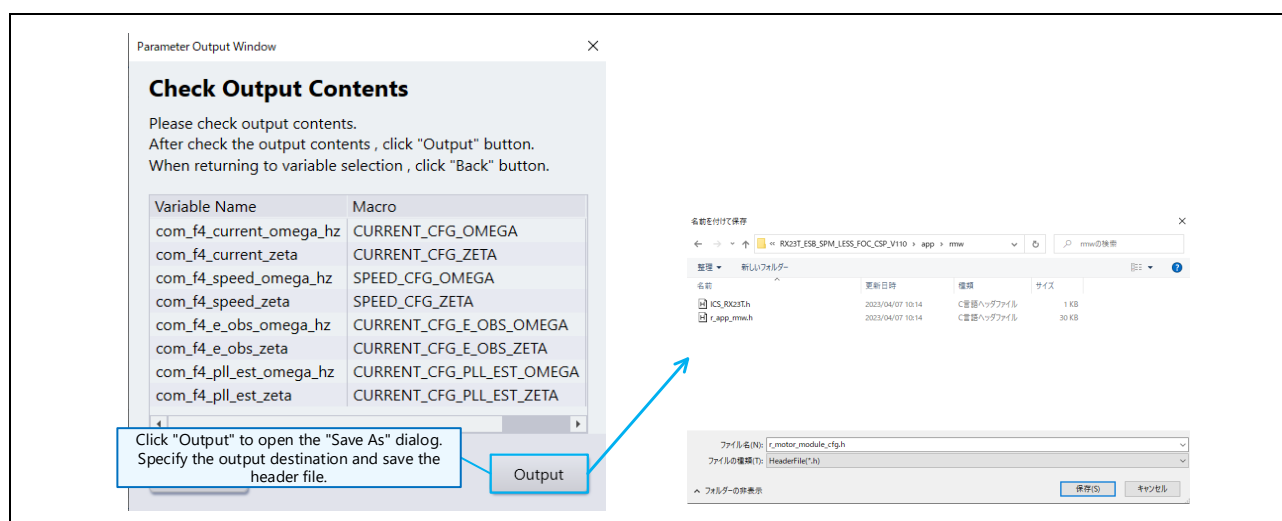 Parameter Output Window
Check Output Contents
Please check output contents.
After check the output contents , click "Output" button.
When returning to variable selection , click "Back" button.
Variable Name Macro
com_f4_current_omega_hz CURRENT_CFG_OMEGA
com_f4_current_zeta CURRENT_CFG_ZETA
com_f4_speed_omega_hz SPEED_CFG_OMEGA
com_f4_speed_zeta SPEED_CFG_ZETA
com_f4_e_obs_omega_hz CURRENT_CFG_E_OBS_OMEGA
com_f4_e_obs_zeta CURRENT_CFG_E_OBS_ZETA
com_f4_pll_est_omega_hz CURRENT_CFG_PLL_EST_OMEGA
com_f4_pll_est_zeta CURRENT_CFG_PLL_EST_ZETA
Click "Output" to open the "Save As" dialog.
Specify the output destination and save the
header file.
Output
名前を付けて保存
« RX23T_ESB_SPM_LESS_FOC_CSP_V110 › app › rmw
rmwの検索
整理 新しいフォルダー
名前 更新日時 種類 サイズ
ICS_RX23T.h 2023/04/07 10:14 C言語ヘッダファイル 1 KB
r_app_rmw.h 2023/04/07 10:14 C言語ヘッダファイル 30 KB
ファイル名(N): r_motor_module_cfg.h
ファイルの種類(T): HeaderFile(*.h)
フォルダーの非表示 保存(S) キャンセル